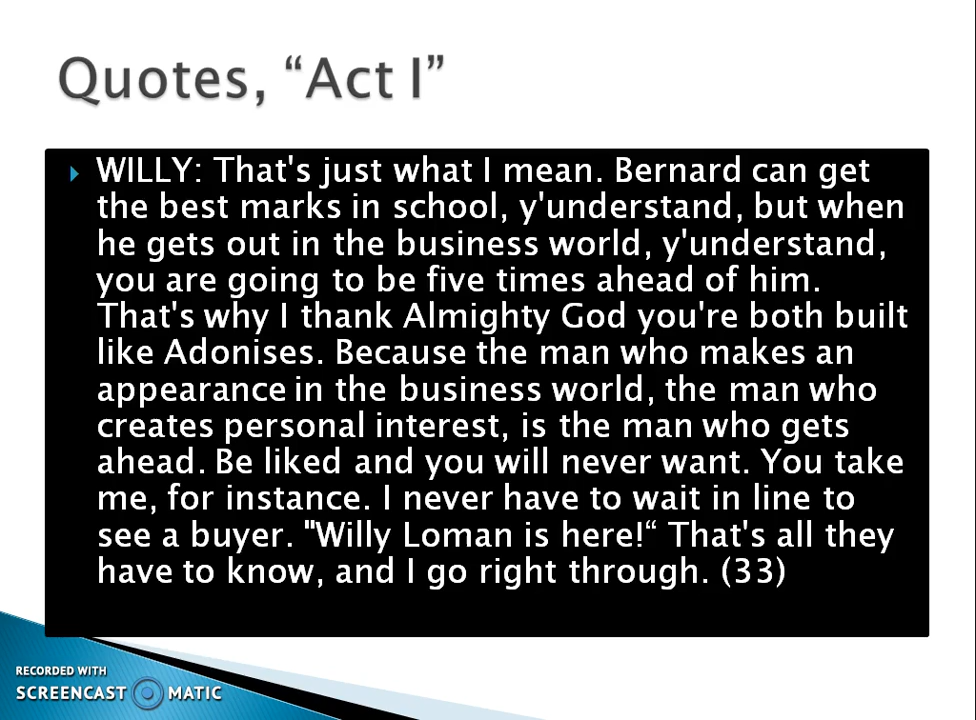 Quotes, “Act I”
WILLY: That's just what I mean. Bernard can get
the best marks in school, y'understand, but when
he gets out in the business world, y'understand,
you are going to be five times ahead of him.
That's why I thank Almighty God you're both built
like Adonises. Because the man who makes an
appearance in the business world, the man who
creates personal interest, is the man who gets
ahead. Be liked and you will never want. You take
me, for instance. I never have to wait in line to
see a buyer. "Willy Loman is here!“ That's all they
have to know, and I go right through. (33)
RECORDED WITH
SCREENCAST MATIC